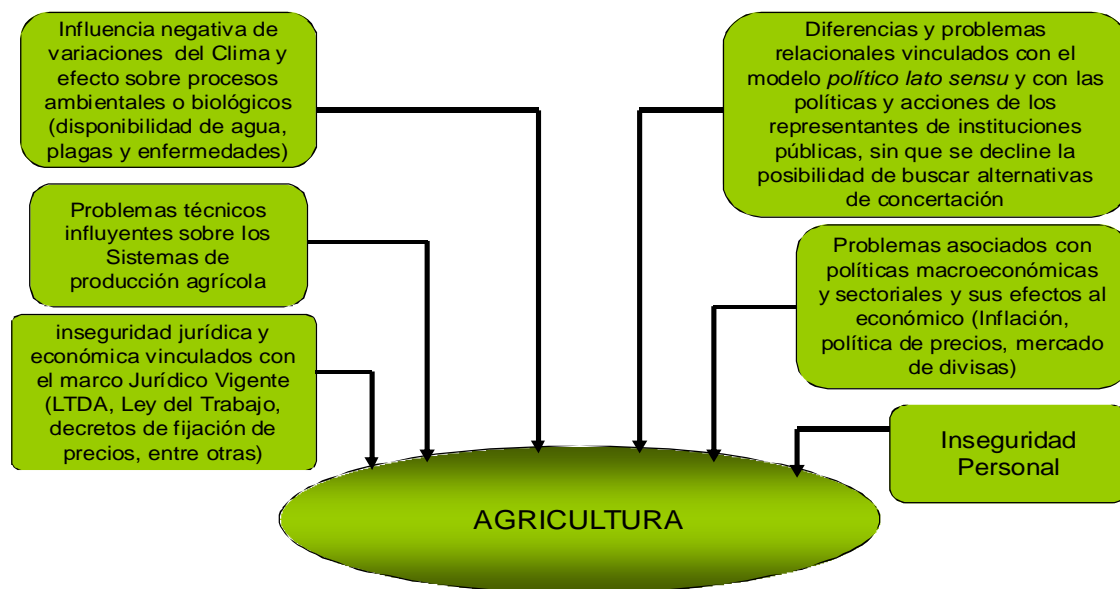 Influencia negativa de
variaciones del Clima y
efecto sobre procesos
ambientales o biológicos
(disponibilidad de agua,
plagas y enfermedades)
Problemas técnicos
influyentes sobre los
Sistemas de
producción agrícola
inseguridad jurídica y
económica vinculados con
el marco Jurídico Vigente
(LTDA, Ley del Trabajo,
decretos de fijación de
precios, entre otras)
Diferencias y problemas
relacionales vinculados con el
modelo político lato sensu y con las
políticas y acciones de los
representantes de instituciones
públicas, sin que se decline la
posibilidad de buscar alternativas
de concertación
Problemas asociados con
políticas macroeconómicas
y sectoriales y sus efectos al
económico (Inflación,
política de precios, mercado
de divisas)
Inseguridad
Personal
AGRICULTURA